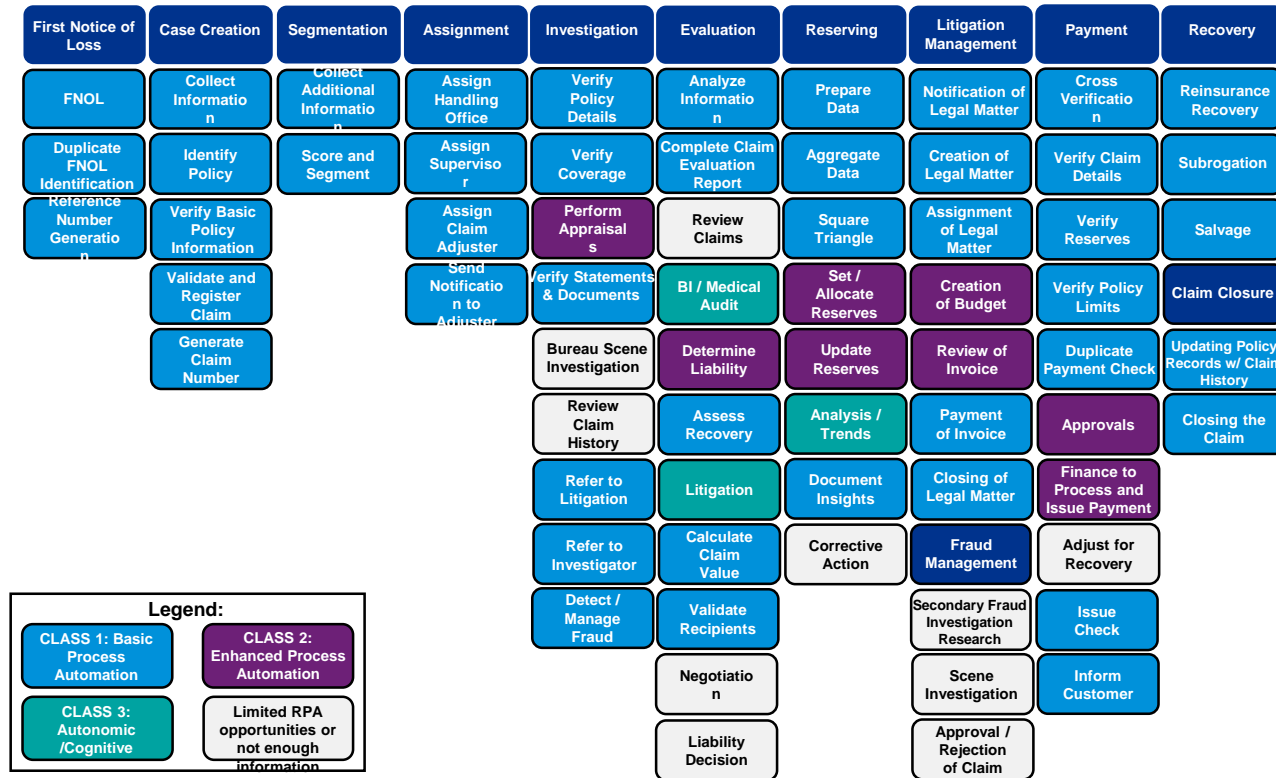 First Notice of
Loss
Case Creation
Segmentation
Assignment
Investigation
Evaluation
Reserving
Litigation
Management
Payment
Recovery
FNOL
Duplicate
FNOL
Identification
Reference
Number
Generatio
n
Collect
Informatio
n
Identify
Policy
Verify Basic
Policy
Information
Validate and
Register
Claim
Generate
Claim
Number
Collect
Additional
Informatio
n
Score and
Segment
Assign
Handling
Office
Assign
Superviso
r
Assign
Claim
Adjuster
Send
Notificatio
n to
Adjuster
Verify
Policy
Details
Verify
Coverage
Perform
Appraisal
s
Verify Statements
& Documents
Bureau Scene
Investigation
Review
Claim
History
Refer to
Litigation
Refer to
Investigator
Detect /
Manage
Fraud
Analyze
Informatio
n
Complete Claim
Evaluation
Report
Review
Claims
BI / Medical
Audit
Determine
Liability
Assess
Recovery
Litigation
Calculate
Claim
Value
Validate
Recipients
Negotiatio
n
Liability
Decision
Prepare
Data
Aggregate
Data
Square
Triangle
Set /
Allocate
Reserves
Update
Reserves
Analysis /
Trends
Document
Insights
Corrective
Action
Notification of
Legal Matter
Creation of
Legal Matter
Assignment
of Legal
Matter
Creation
of Budget
Review of
Invoice
Payment
of Invoice
Closing of
Legal Matter
Fraud
Management
Secondary Fraud
Investigation
Research
Scene
Investigation
Approval /
Rejection
of Claim
Cross
Verificatio
n
Verify Claim
Details
Verify
Reserves
Verify Policy
Limits
Duplicate
Payment Check
Approvals
Finance to
Process and
Issue Payment
Adjust for
Recovery
Issue
Check
Inform
Customer
Reinsurance
Recovery
Subrogation
Salvage
Claim Closure
Updating Policy
Records w/ Claim
History
Closing the
Claim
Legend:
CLASS 1: Basic
Process
Automation
CLASS 2:
Enhanced Process
Automation
CLASS 3:
Autonomic
/Cognitive
Limited RPA
opportunities or
not enough
information